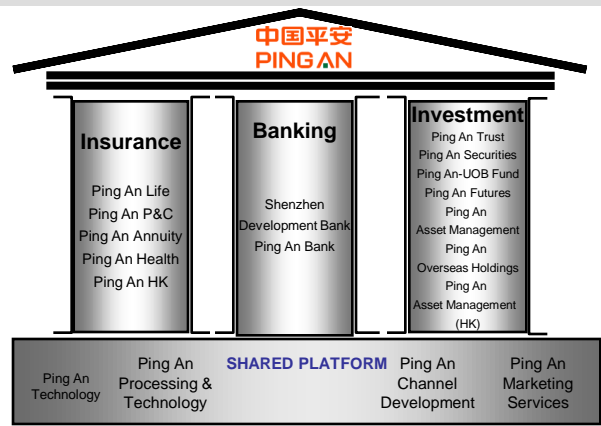 中国平安
PING AN
Insurance
Ping An Life
Ping An P&C
Ping An Annuity
Ping An Health
Ping An HK
Banking
Shenzhen
Development Bank
Ping An Bank
Investment
Ping An Trust
Ping An Securities
Ping An-UOB Fund
Ping An Futures
Ping An
Asset Management
Ping An
Overseas Holdings
Ping An
Asset Management
(HK)
SHARED PLATFORM
Ping An
Technology
Ping An
Processing &
Technology
Ping An
Channel
Development
Ping An
Marketing
Services